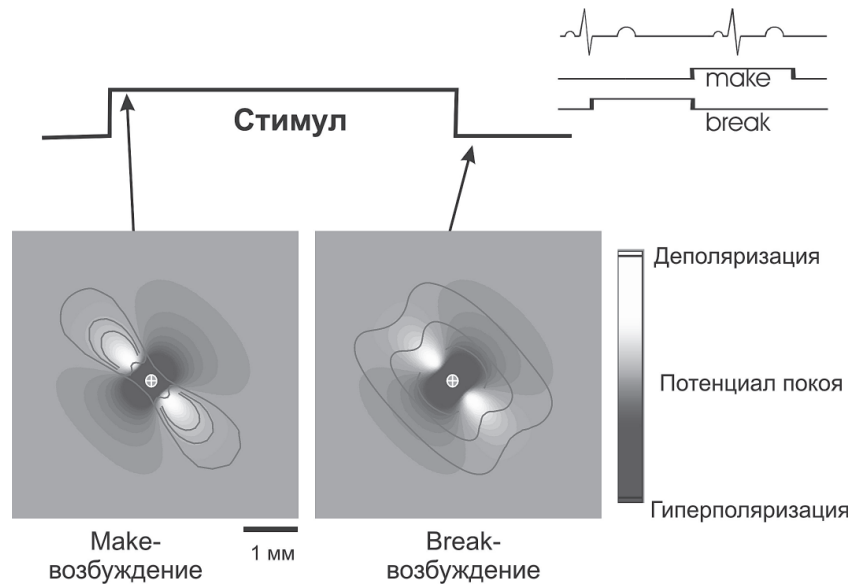 make
break
Стимул
Деполяризация
Потенциал покоя
Гиперполяризация
Make-
возбуждение
1 мм
Break-
возбуждение